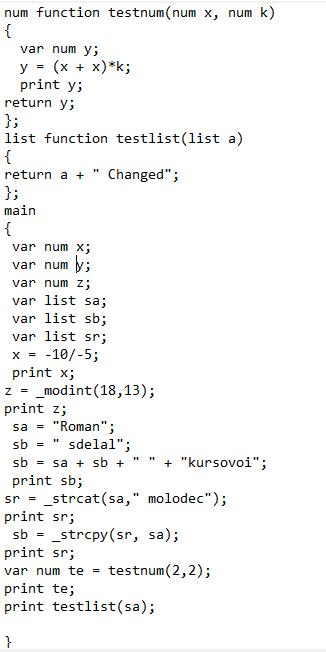 num function testnum(num x, num k)
{
  var num y;
  y = (x + x)*k;
  print y;
return y;
};
list function testlist(list a)
{
return a + " Changed";
};
main
{
 var num x;
 var num y;
 var num z;
 var list sa;
 var list sb;
 var list sr;
 x = -10/-5;
 print x;
z = _modint(18,13);
print z;
 sa = "Roman";
 sb = " sdelal";
 sb = sa + sb + " " + "kursovoi";
 print sb;
sr = _strcat(sa," molodec");
print sr;
 sb = _strcpy(sr, sa);
print sr;
var num te = testnum(2,2);
print te;
print testlist(sa);

}